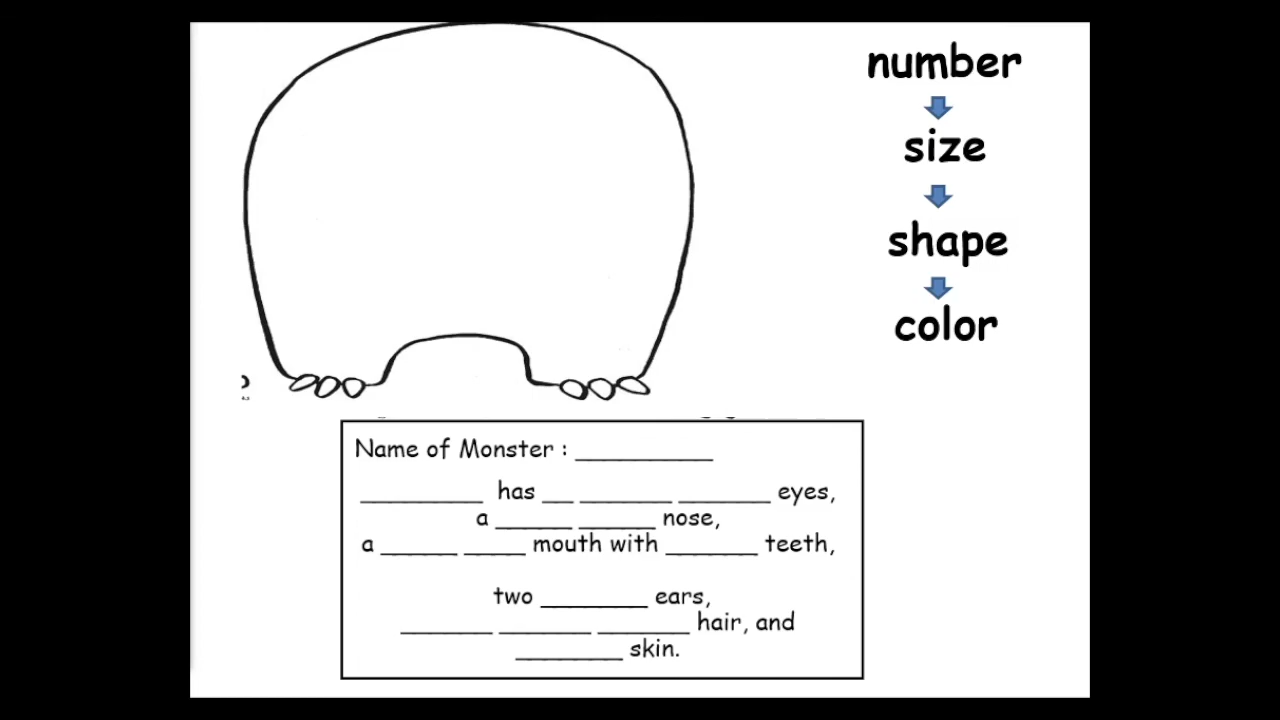 number
size
shape
color
Name of Monster : __________
_________ has __ _______ _______ eyes,
a ______ ______ nose,
a ______ _____ mouth with _______ teeth,
two ________ ears,
_______ _______ _______ hair, and
________ skin.